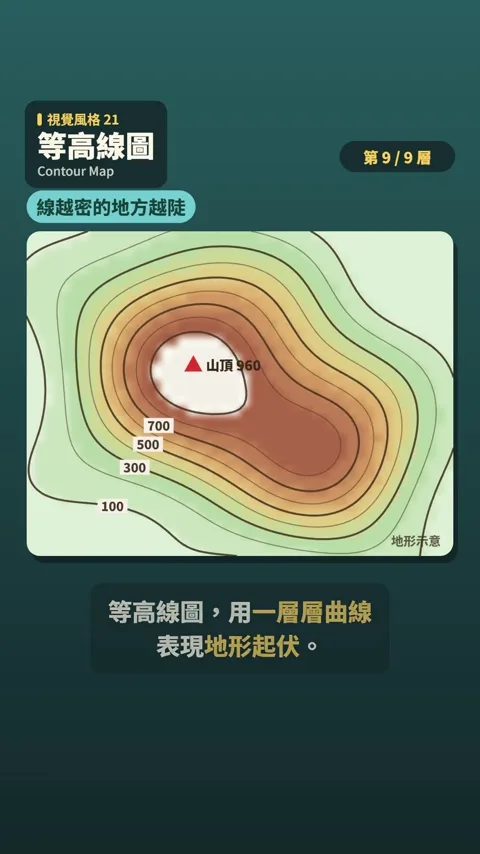 視覺風格 21
等高線圖
Contour Map
第 9 / 9 層
線越密的地方越陡
山頂 960
700
500
300
100
地形示意
等高線圖，用一層層曲線
表現地形起伏。